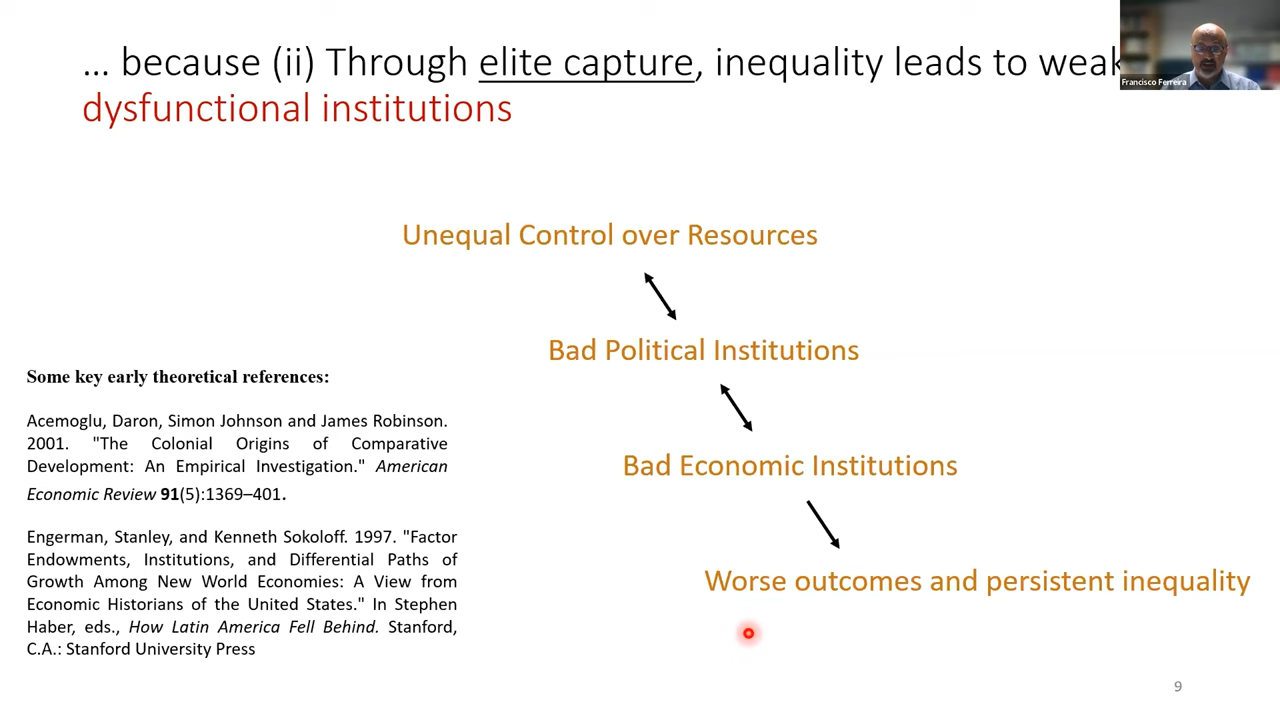 … because (ii) Through elite capture, inequality leads to weak
dysfunctional institutions
Francisco Ferreira
Unequal Control over Resources
Bad Political Institutions
Bad Economic Institutions
Worse outcomes and persistent inequality
Some key early theoretical references:
Acemoglu, Daron, Simon Johnson and James Robinson.
2001. "The Colonial Origins of Comparative
Development: An Empirical Investigation." American
Economic Review 91(5):1369–401.
Engerman, Stanley, and Kenneth Sokoloff. 1997. "Factor
Endowments, Institutions, and Differential Paths of
Growth Among New World Economies: A View from
Economic Historians of the United States." In Stephen
Haber, eds., How Latin America Fell Behind. Stanford,
C.A.: Stanford University Press
9